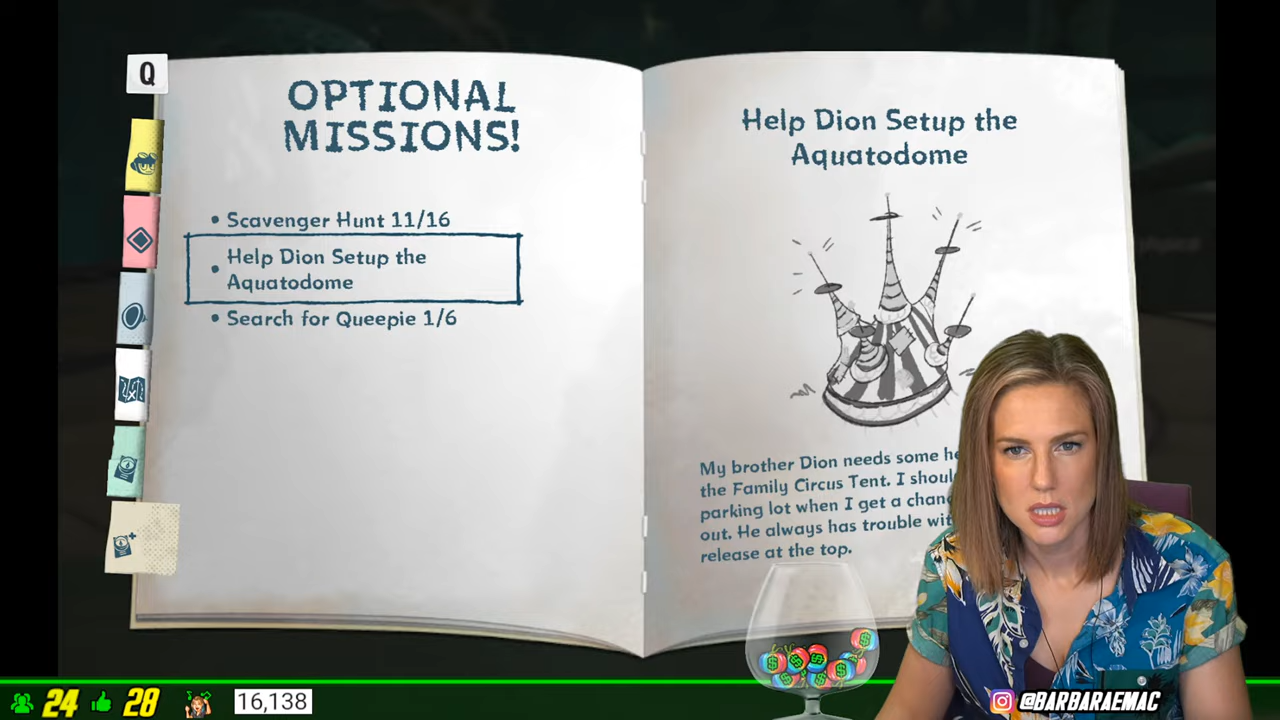 Q
OPTIONAL
MISSIONS!
• Scavenger Hunt 11/16
• Help Dion Setup the
Aquatodome
• Search for Queepie 1/6
Help Dion Setup the
Aquatodome
My brother Dion needs some
the Family Circus Tent. I
parking lot when I get a
out. He always has trouble
release at the top.
24
28
16,138
@BARBARAEMAC